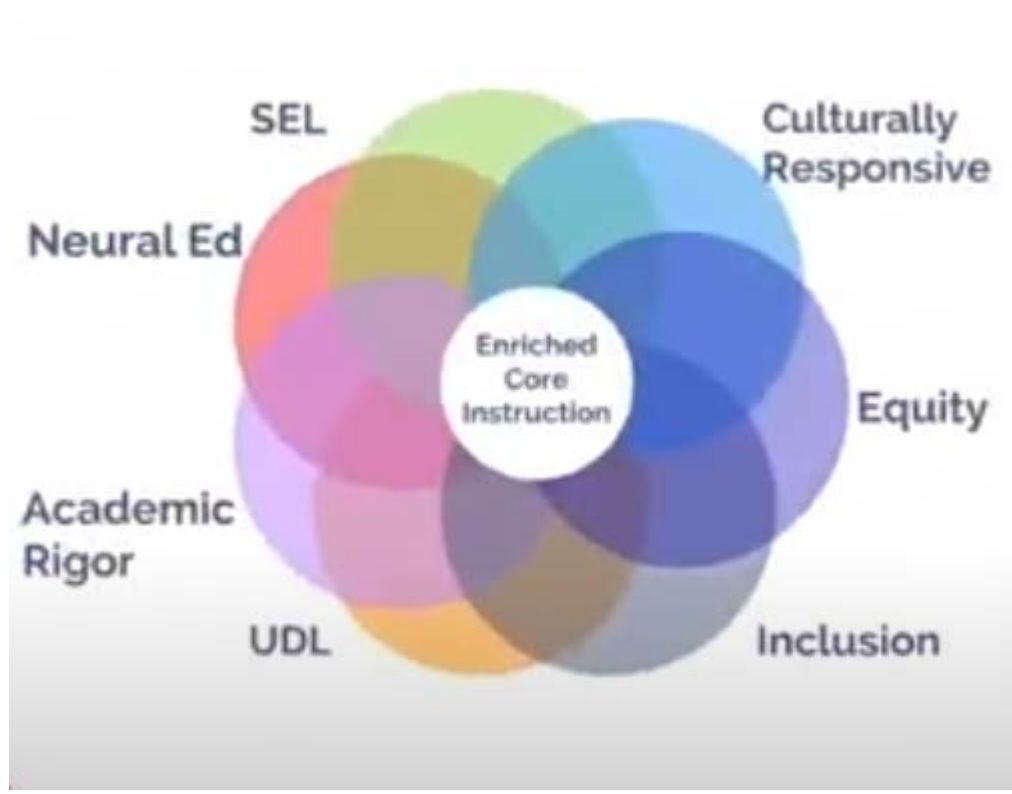 SEL
Culturally
Responsive
Neural Ed
Enriched
Core
Instruction
Equity
Academic
Rigor
UDL
Inclusion